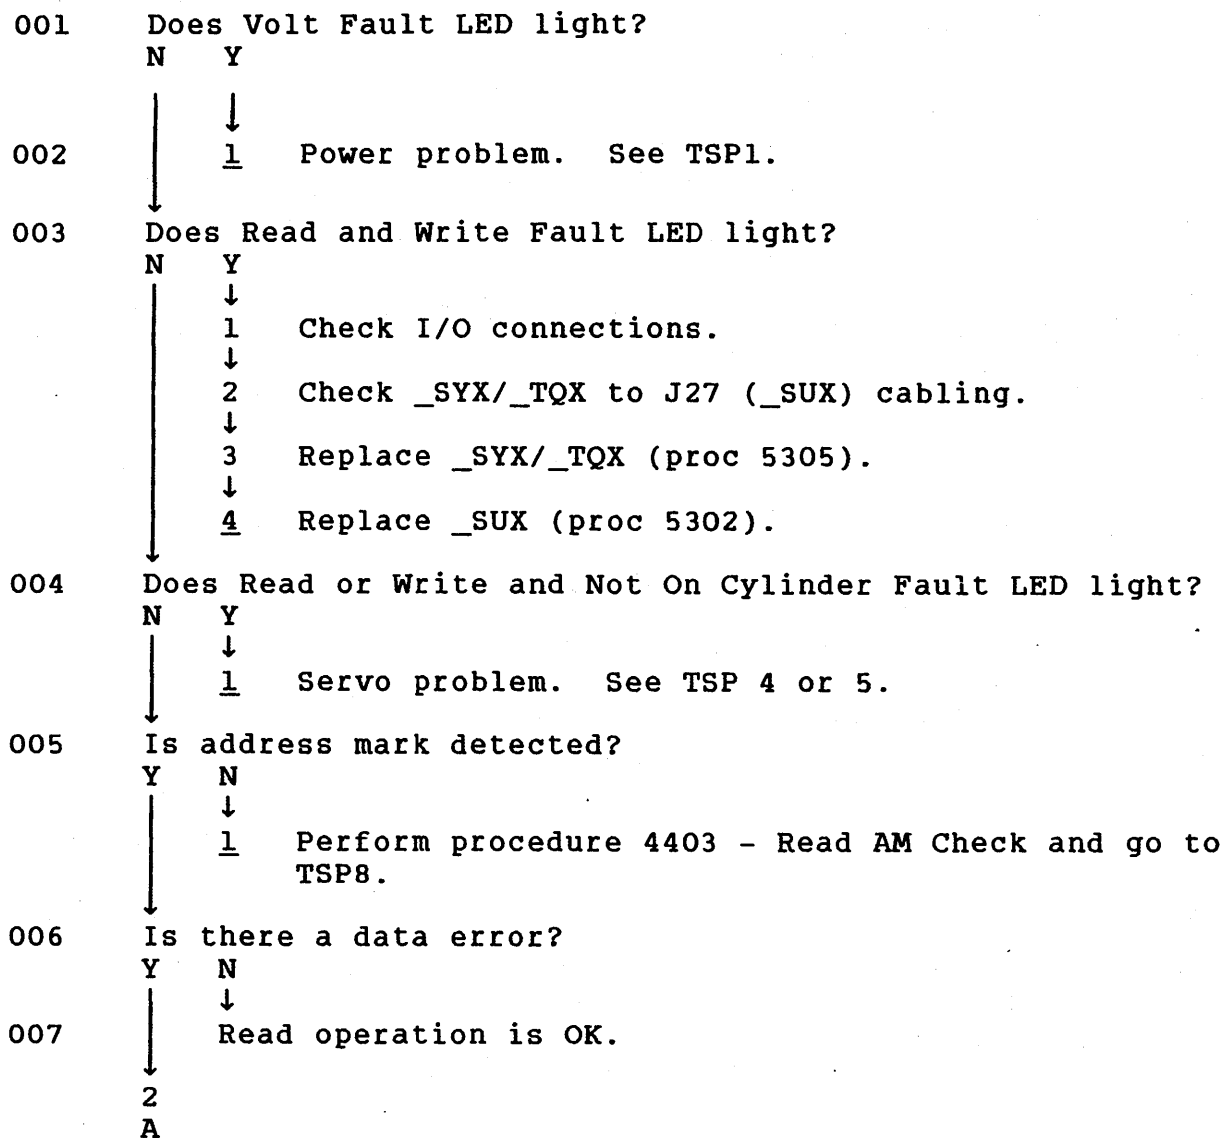 001 Does Volt Fault LED light?
N Y
↓
002 1 Power problem. See TSP1.
↓
003 Does Read and Write Fault LED light?
N Y
↓
1 Check I/O connections.
↓
2 Check _SYX/_TQX to J27 (_SUX) cabling.
↓
3 Replace _SYX/_TQX (proc 5305).
↓
4 Replace _SUX (proc 5302).
↓
004 Does Read or Write and Not On Cylinder Fault LED light?
N Y
↓
1 Servo problem. See TSP 4 or 5.
↓
005 Is address mark detected?
Y N
↓
1 Perform procedure 4403 - Read AM Check and go to
TSP8.
↓
006 Is there a data error?
Y N
↓
007 Read operation is OK.
↓
2
A